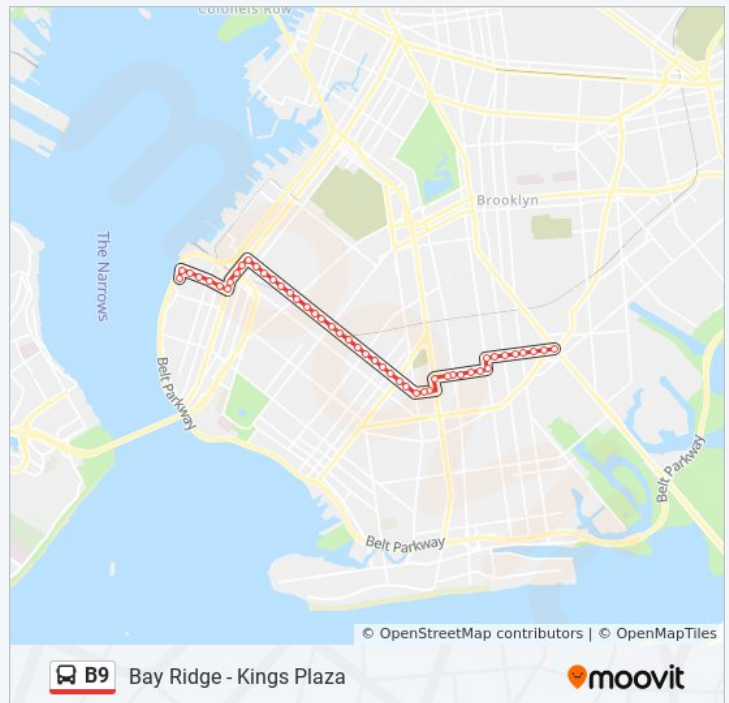 Colonels Row
Brooklyn
The Narrows
Belt Parkway
Belt Parkway
Belt Parkway
© OpenStreetMap contributors | © OpenMapTiles
B9 Bay Ridge - Kings Plaza
moovit